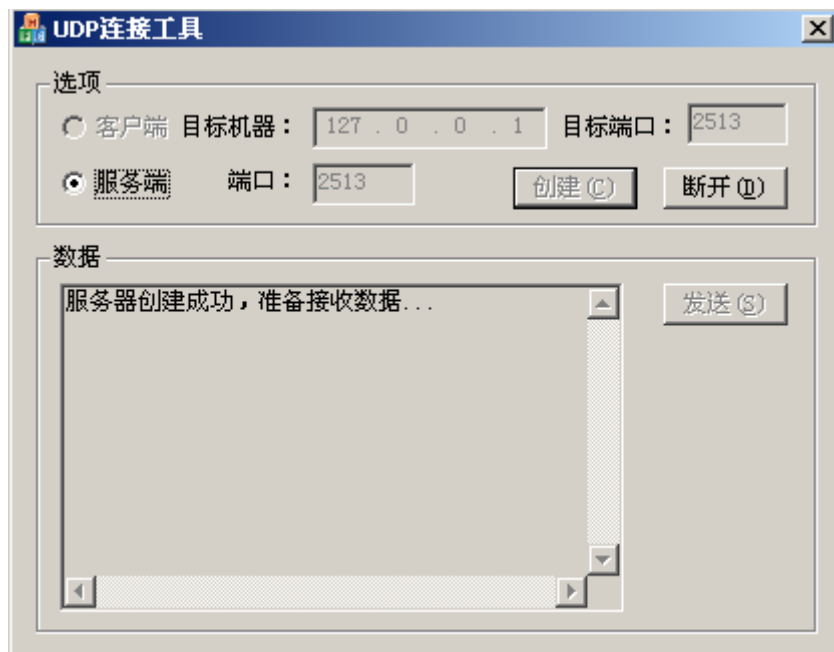 UDP连接工具
选项
客户端 目标机器： 127 . 0 . 0 . 1 目标端口： 2513
服务端 端口： 2513 创建(C) 断开(D)
数据
服务器创建成功，准备接收数据...
发送(S)